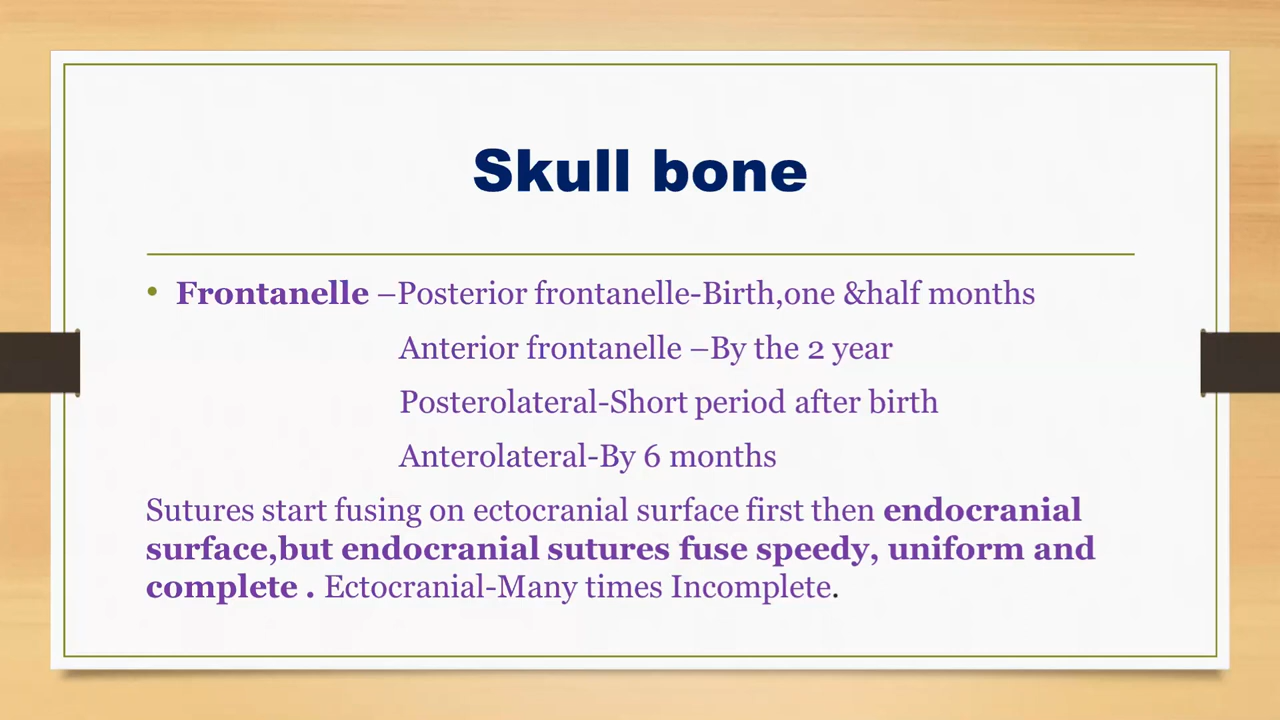 Skull bone
• Frontanelle –Posterior frontanelle-Birth,one &half months
Anterior frontanelle –By the 2 year
Posterolateral-Short period after birth
Anterolateral-By 6 months
Sutures start fusing on ectocranial surface first then endocranial
surface,but endocranial sutures fuse speedy, uniform and
complete . Ectocranial-Many times Incomplete.